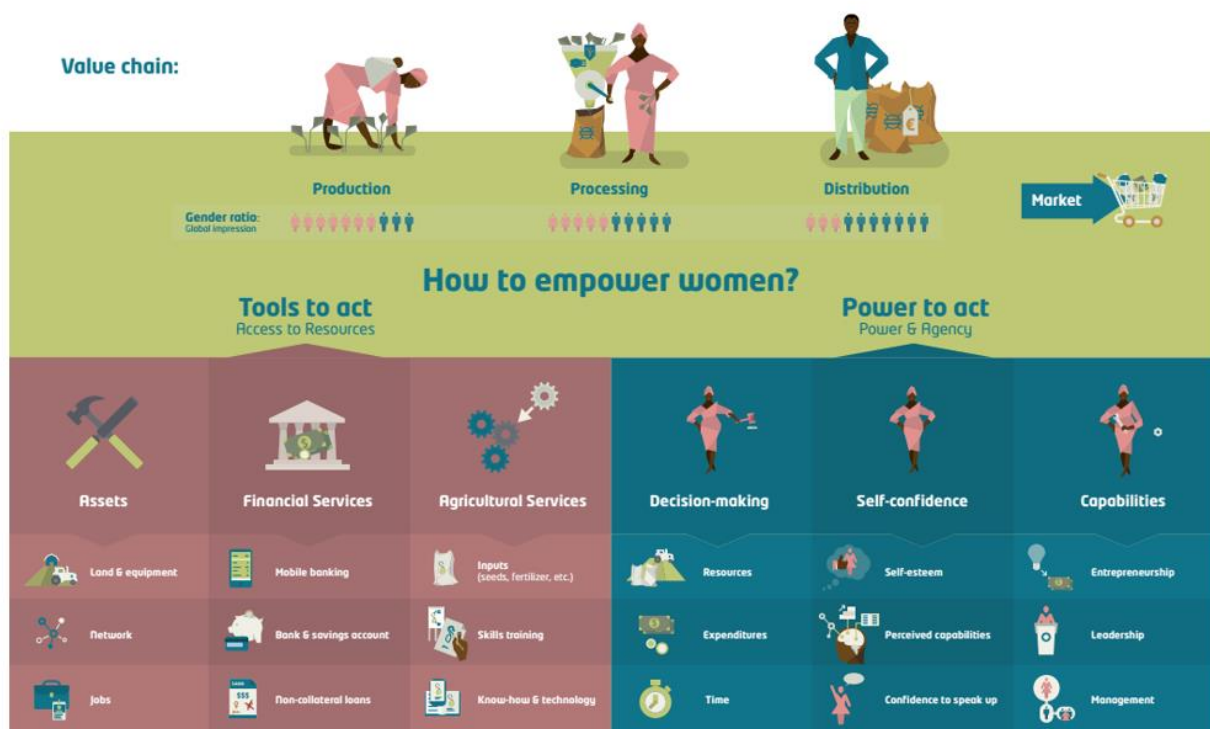 Value chain:
Production
Processing
Distribution
Market
Gender ratio:
Global impression
€
How to empower women?
Tools to act
Access to Resources
Power to act
Power & Agency
Assets
Financial Services
Agricultural Services
Decision-making
Self-confidence
Capabilities
Land & equipment
Mobile banking
Inputs
(seeds, fertilizer, etc.)
Resources
Self-esteem
Entrepreneurship
Network
Bank & savings account
Skills training
Expenditures
Perceived capabilities
Leadership
Jobs
Loan
$$$
Non-collateral loans
Know-how & technology
Time
Confidence to speak up
Management